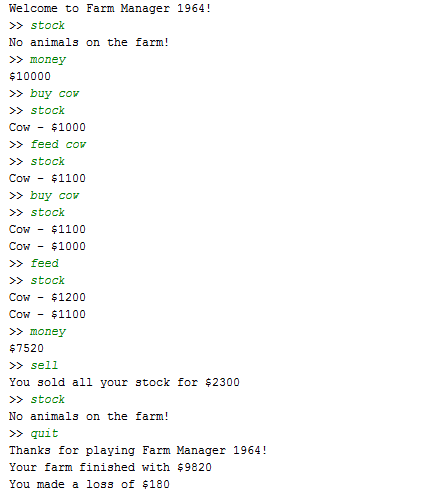 Welcome to Farm Manager 1964!
>> stock
No animals on the farm!
>> money
$10000
>> buy cow
>> stock
Cow - $1000
>> feed cow
>> stock
Cow - $1100
>> buy cow
>> stock
Cow - $1100
Cow - $1000
>> feed
>> stock
Cow - $1200
Cow - $1100
>> money
$7520
>> sell
You sold all your stock for $2300
>> stock
No animals on the farm!
>> quit
Thanks for playing Farm Manager 1964!
Your farm finished with $9820
You made a loss of $180